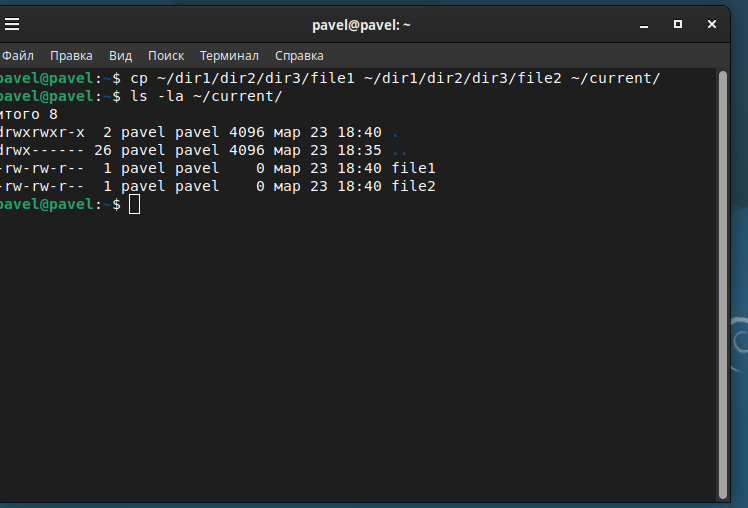 pavel@pavel: ~
Файл Правка Вид Поиск Терминал Справка
pavel@pavel:~$ cp ~/dir1/dir2/dir3/file1 ~/dir1/dir2/dir3/file2 ~/current/
pavel@pavel:~$ ls -la ~/current/
итого 8
drwxrwxr-x  2 pavel pavel 4096 мар 23 18:40 .
drwx------ 26 pavel pavel 4096 мар 23 18:35 ..
-rw-rw-r--  1 pavel pavel    0 мар 23 18:40 file1
-rw-rw-r--  1 pavel pavel    0 мар 23 18:40 file2
pavel@pavel:~$